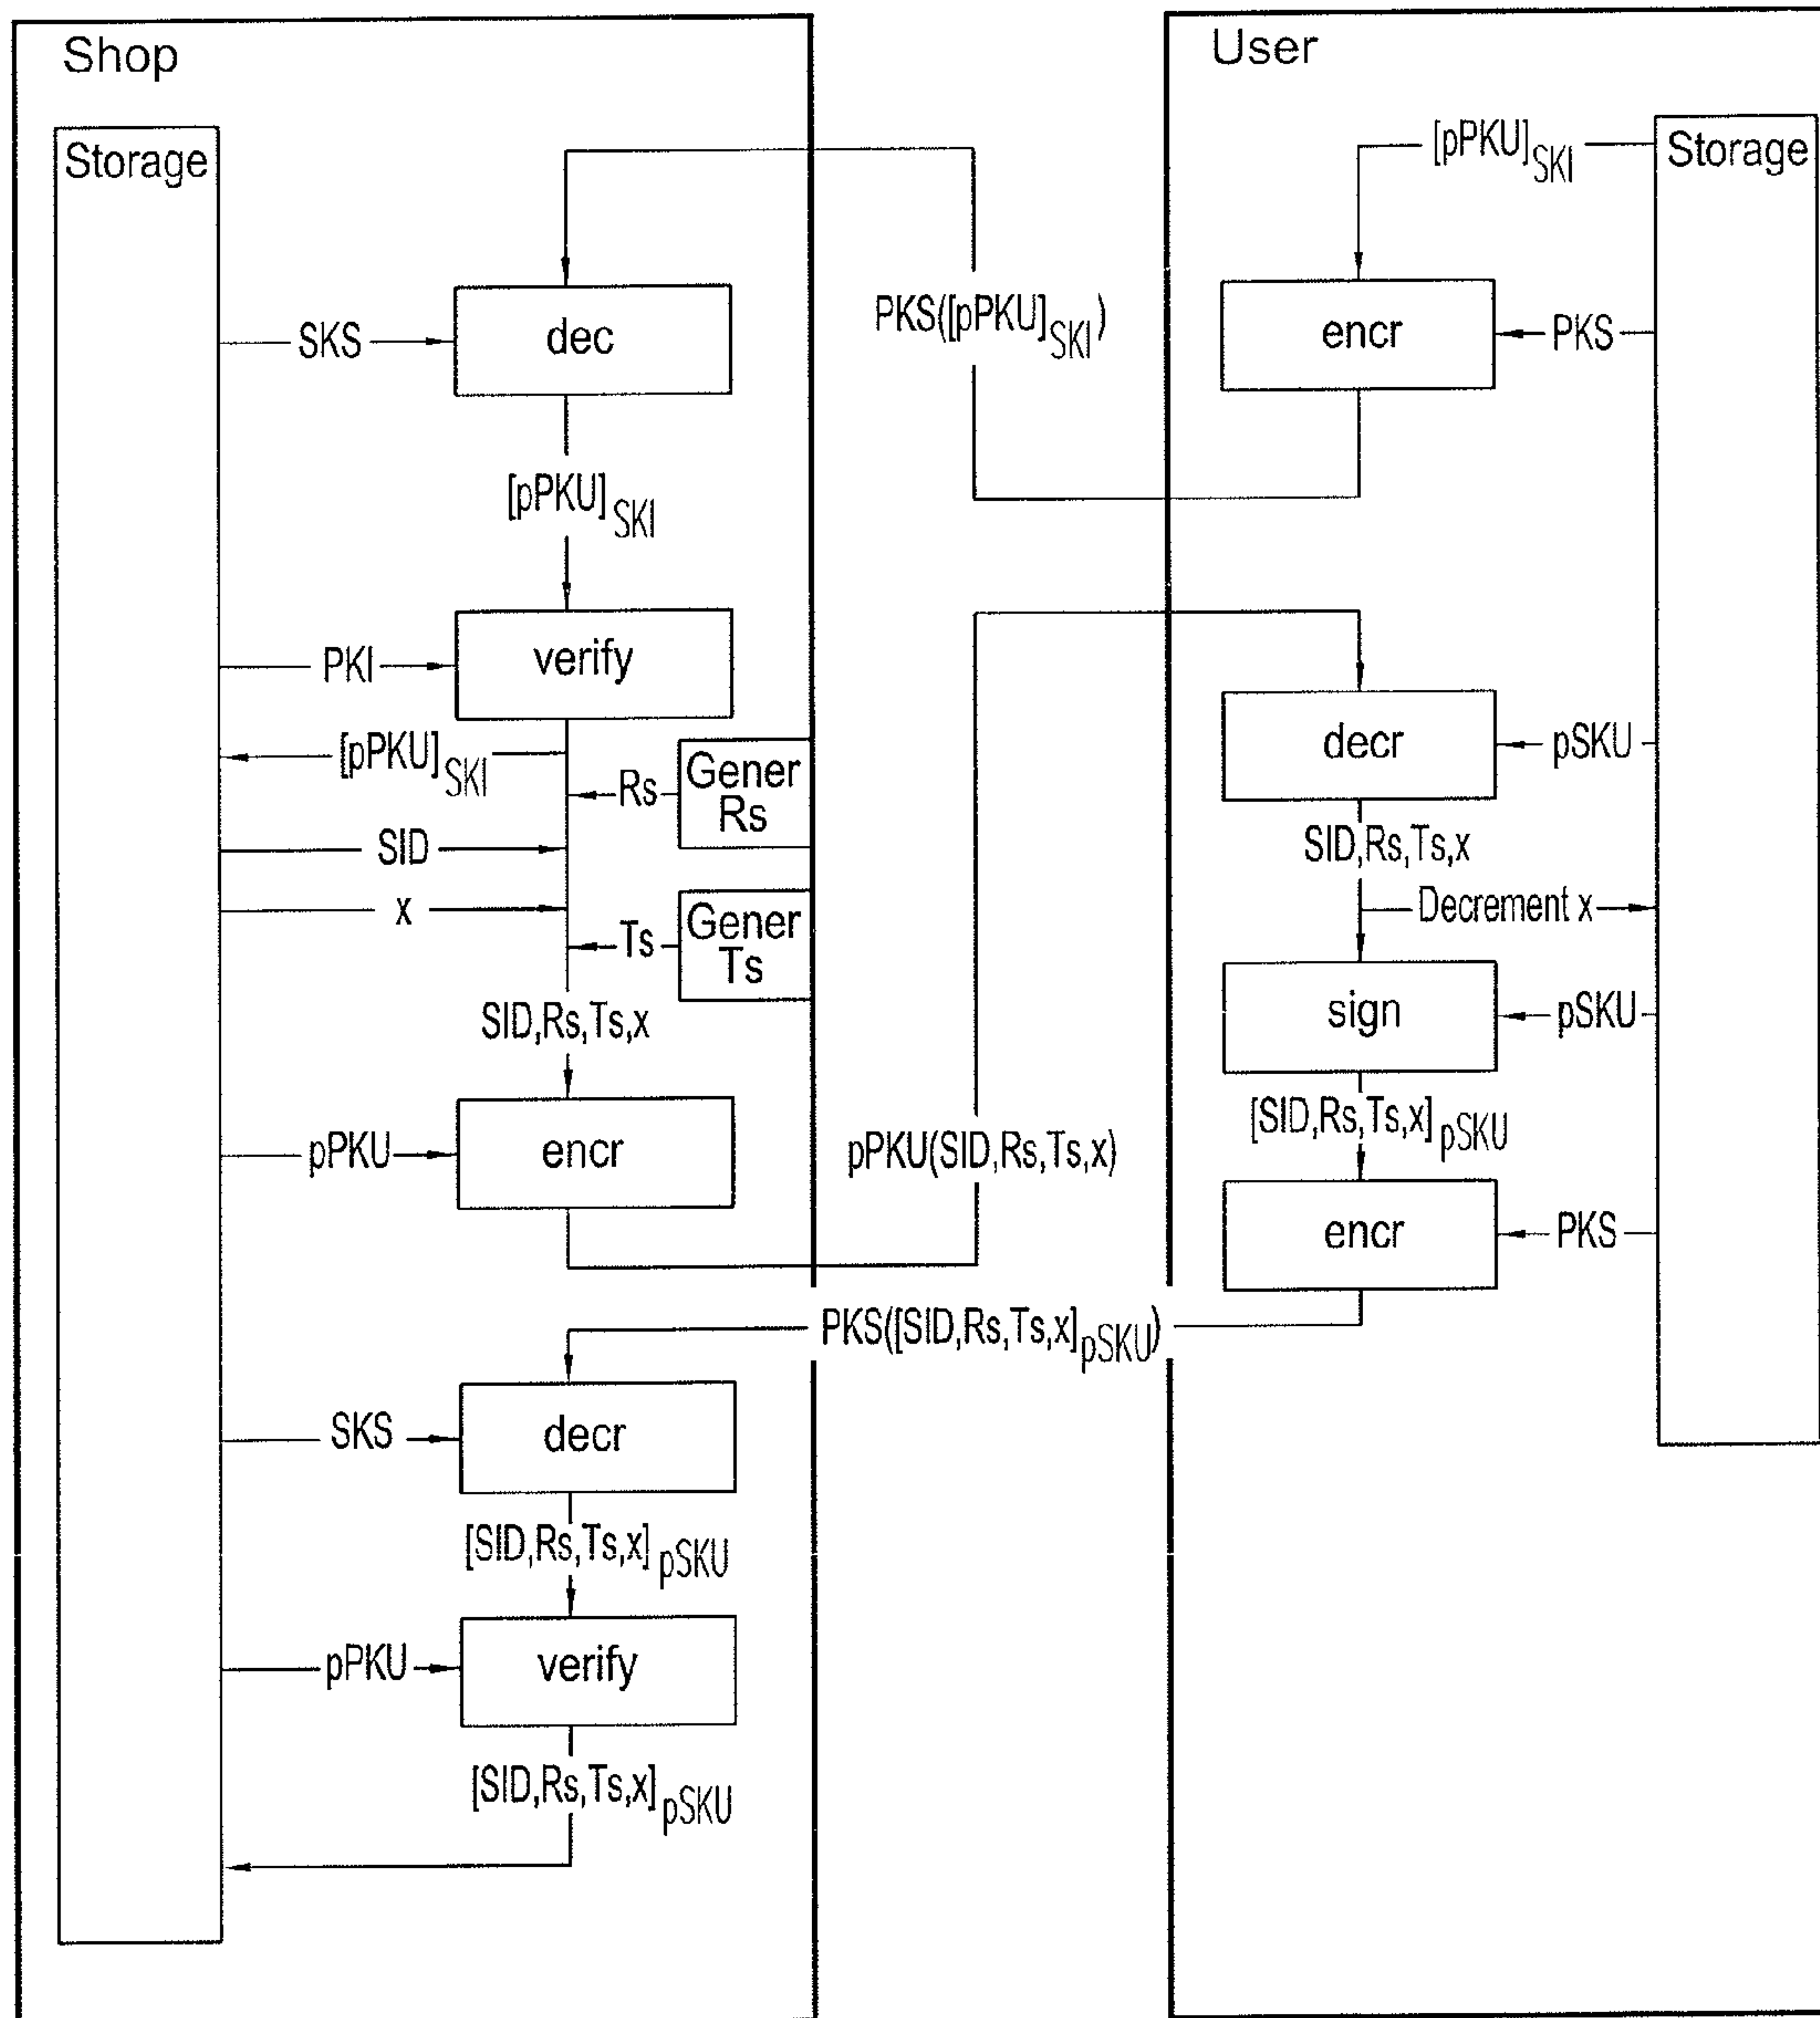 Shop
Storage
SKS
dec
[pPKU]SKI
PKI
verify
[pPKU]SKI
Rs
Gener
Rs
SID
x
Ts
Gener
Ts
SID,Rs,Ts,x
pPKU
encr
SKS
decr
[SID,Rs,Ts,x]pSKU
pPKU
verify
[SID,Rs,Ts,x]pSKU
PKS([pPKU]SKI)
pPKU(SID,Rs,Ts,x)
PKS([SID,Rs,Ts,x]pSKU)
User
[pPKU]SKI
Storage
encr
PKS
decr
pSKU
SID,Rs,Ts,x
Decrement x
sign
pSKU
[SID,Rs,Ts,x]pSKU
encr
PKS